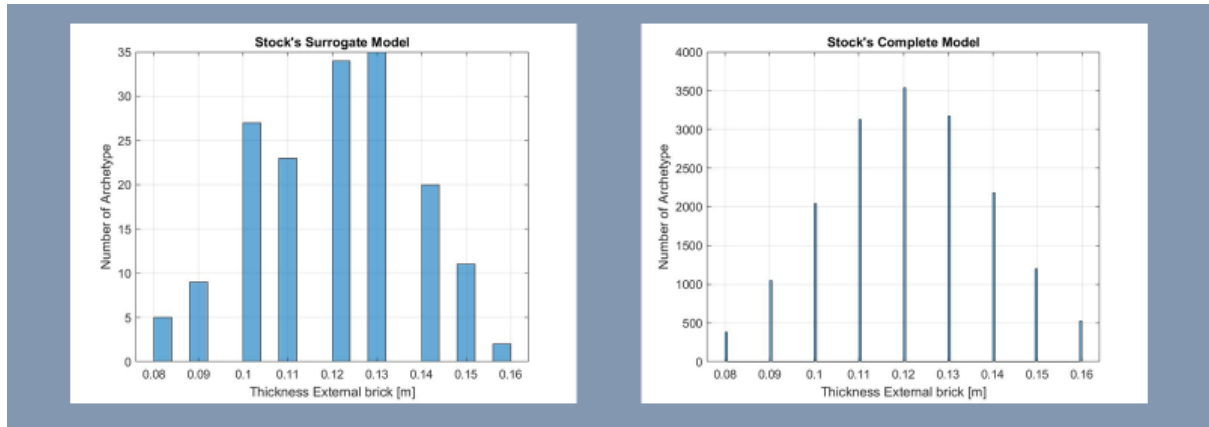 Stock's Surrogate Model
35
30
25
20
15
10
5
0
Number of Archetype
0.08 0.09 0.1 0.11 0.12 0.13 0.14 0.15 0.16
Thickness External brick [m]
Stock's Complete Model
4000
3500
3000
2500
2000
1500
1000
500
0
Number of Archetype
0.08 0.09 0.1 0.11 0.12 0.13 0.14 0.15 0.16
Thickness External brick [m]